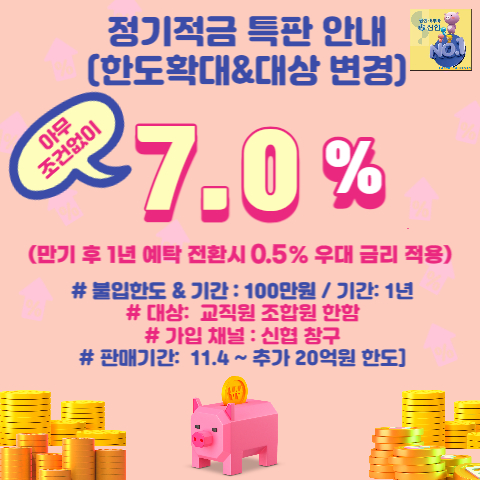 정기적금 특판 안내
(한도확대&대상 변경)
아무
조건없이
7.0 %
(만기 후 1년 예탁 전환시 0.5% 우대 금리 적용)
# 불입한도 & 기간 : 100만원 / 기간: 1년
# 대상: 교직원 조합원 한함
# 가입 채널 : 신협 창구
# 판매기간: 11.4 ~ 추가 20억원 한도]
NO.1